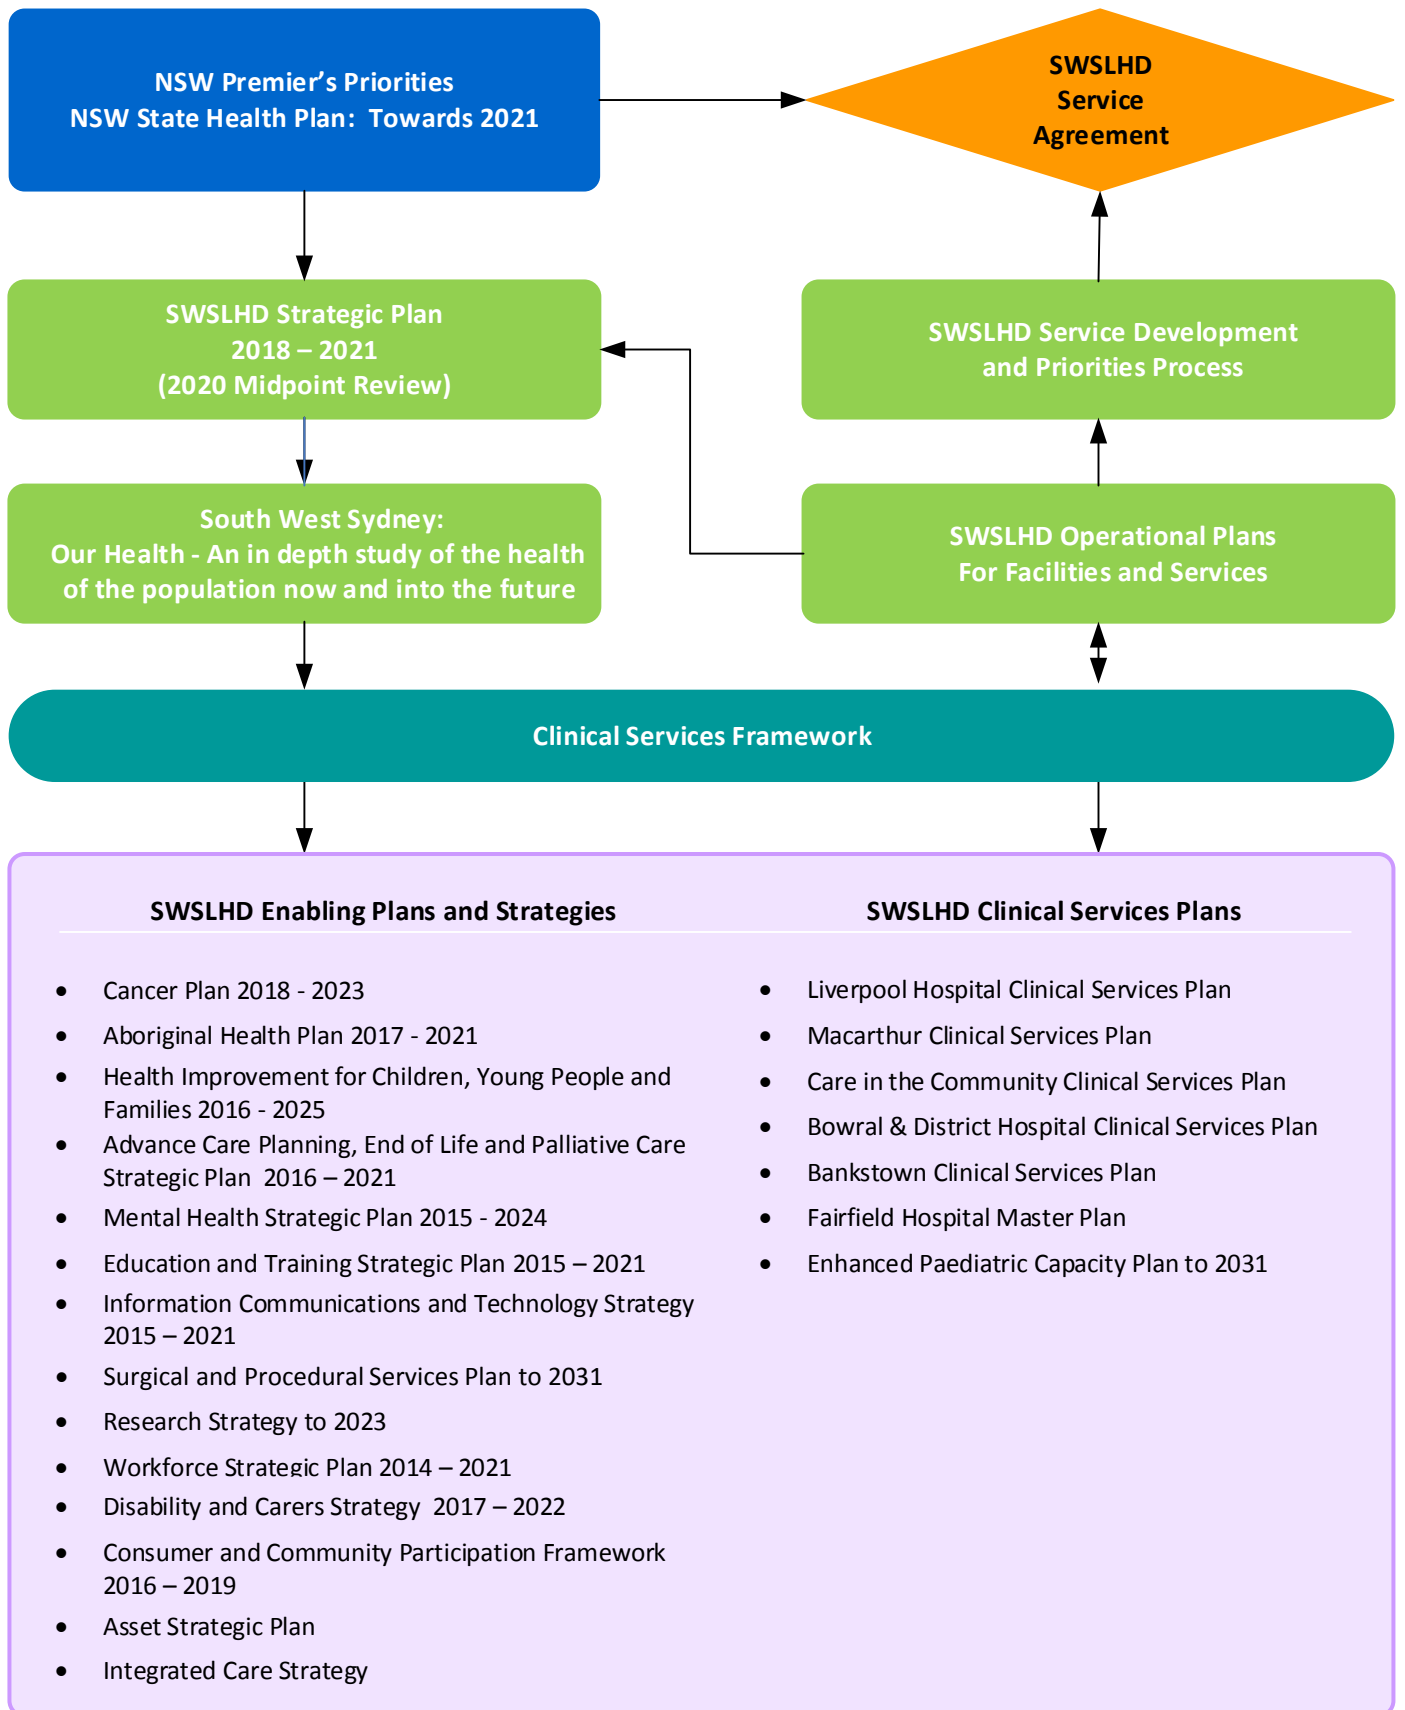 NSW Premier’s Priorities
NSW State Health Plan:  Towards 2021
SWSLHD
Service
Agreement
SWSLHD Strategic Plan
2018 – 2021
(2020 Midpoint Review)
SWSLHD Service Development
and Priorities Process
South West Sydney:
Our Health - An in depth study of the health
of the population now and into the future
SWSLHD Operational Plans
For Facilities and Services
Clinical Services Framework
SWSLHD Enabling Plans and Strategies
• Cancer Plan 2018 - 2023
• Aboriginal Health Plan 2017 - 2021
• Health Improvement for Children, Young People and
Families 2016 - 2025
• Advance Care Planning, End of Life and Palliative Care
Strategic Plan  2016 – 2021
• Mental Health Strategic Plan 2015 - 2024
• Education and Training Strategic Plan 2015 – 2021
• Information Communications and Technology Strategy
2015 – 2021
• Surgical and Procedural Services Plan to 2031
• Research Strategy to 2023
• Workforce Strategic Plan 2014 – 2021
• Disability and Carers Strategy  2017 – 2022
• Consumer and Community Participation Framework
2016 – 2019
• Asset Strategic Plan
• Integrated Care Strategy
SWSLHD Clinical Services Plans
• Liverpool Hospital Clinical Services Plan
• Macarthur Clinical Services Plan
• Care in the Community Clinical Services Plan
• Bowral & District Hospital Clinical Services Plan
• Bankstown Clinical Services Plan
• Fairfield Hospital Master Plan
• Enhanced Paediatric Capacity Plan to 2031